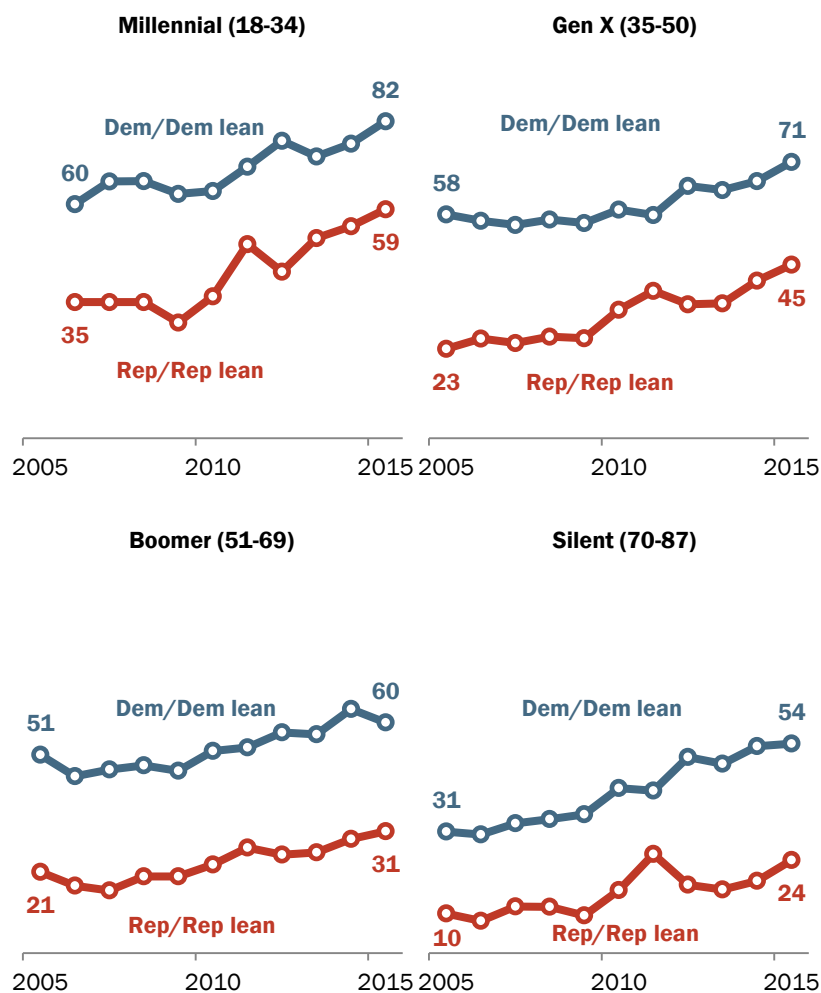 Millennial (18-34)
82
Dem/Dem lean
60
59
35
Rep/Rep lean
2005 2010 2015
Gen X (35-50)
Dem/Dem lean
71
58
45
23
Rep/Rep lean
2005 2010 2015
Boomer (51-69)
60
Dem/Dem lean
51
31
21
Rep/Rep lean
2005 2010 2015
Silent (70-87)
Dem/Dem lean
54
31
24
10
Rep/Rep lean
2005 2010 2015